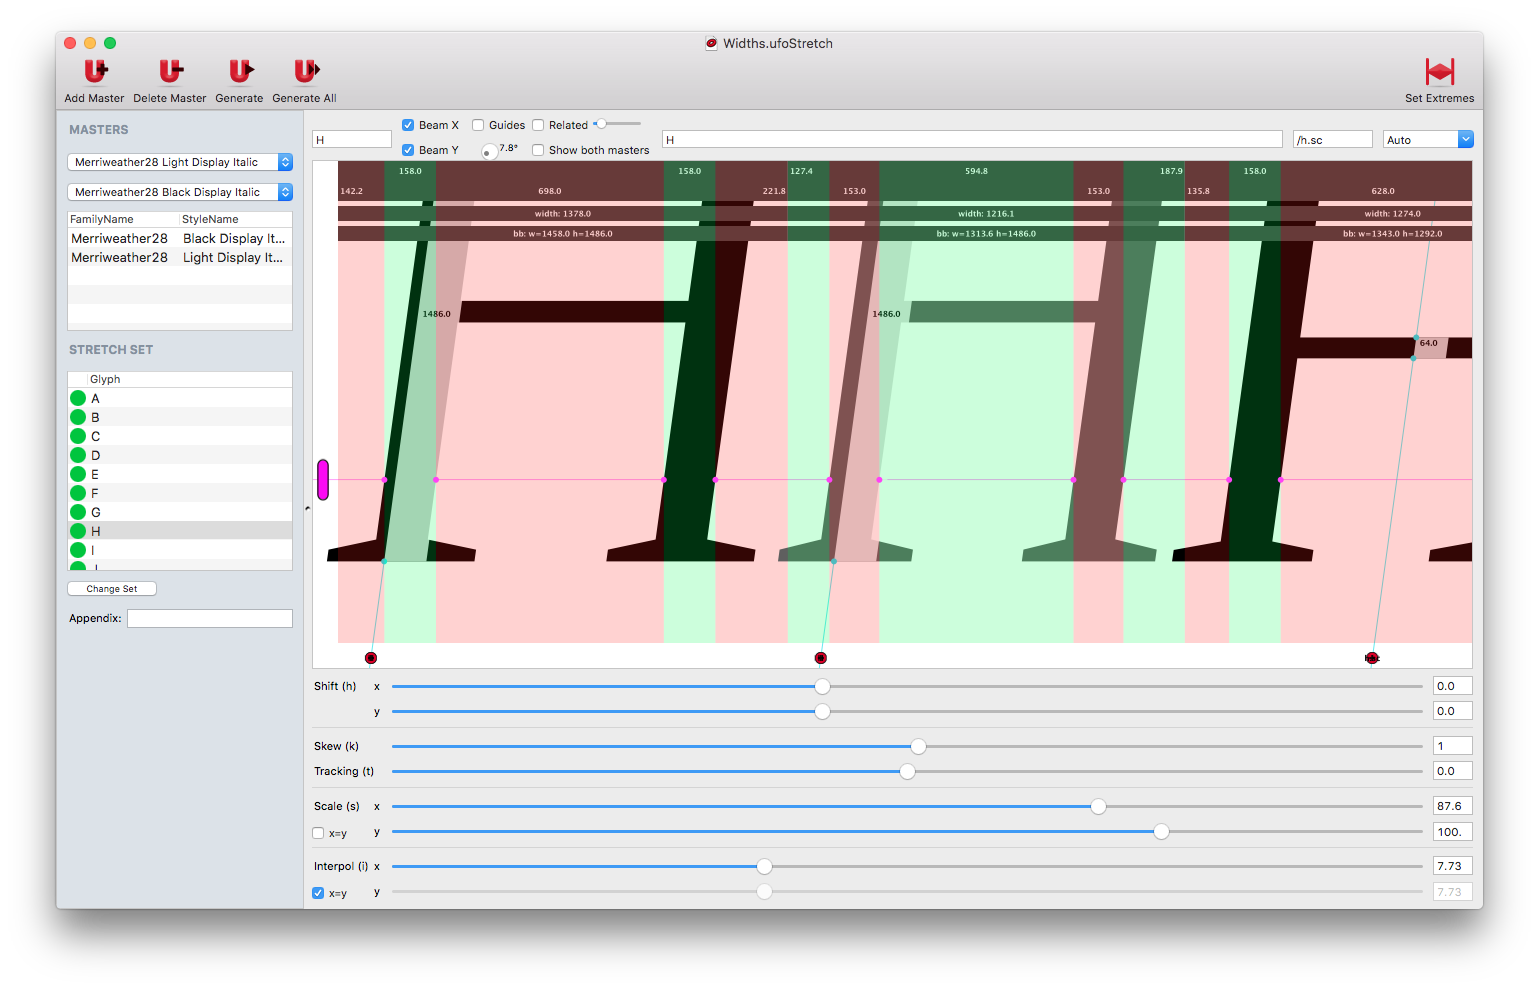 Widths.ufoStretch
Add Master Delete Master Generate Generate All Set Extremes
MASTERS
Merriweather28 Light Display Italic
Merriweather28 Black Display Italic
FamilyName StyleName
Merriweather28 Black Display It...
Merriweather28 Light Display It...
STRETCH SET
Glyph
A
B
C
D
E
F
G
H
I
J
Change Set
Appendix:
H Beam X Guides Related H /h.sc Auto
Beam Y 7.8° Show both masters
158.0 158.0 127.4 594.8 187.9 158.0
142.2 698.0 221.8 153.0 153.0 135.8 628.0
width: 1378.0 width: 1216.1 width: 1274.0
bb: w=1458.0 h=1486.0 bb: w=1313.6 h=1486.0 bb: w=1343.0 h=1292.0
1486.0 1486.0 64.0
H H H
Shift (h) x 0.0
y 0.0
Skew (k) 1
Tracking (t) 0.0
Scale (s) x 87.6
x=y y 100.
Interpol (i) x 7.73
x=y y 7.73